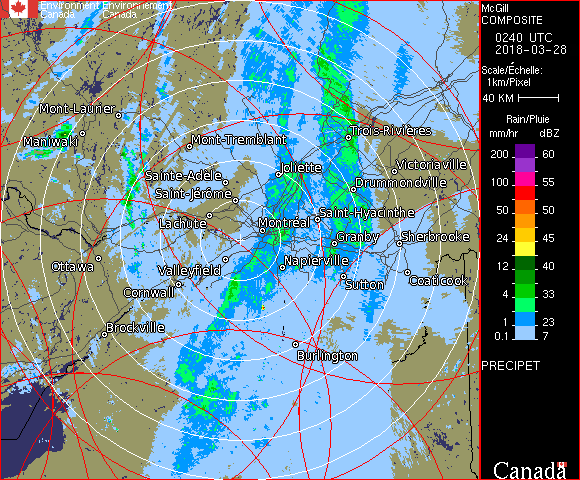 Environment Environnement
Canada Canada
McGill
COMPOSITE
0240 UTC
2018-03-28
Scale/Échelle:
1km/Pixel
40 KM
Rain/Pluie
mm/hr dBZ
200 60
100 55
50 50
24 45
12 40
4 33
1 23
0.1 7
PRECIPET
Canada
Mont-Laurier
Maniwaki
Mont-Tremblant
Trois-Rivières
Sainte-Adèle
Joliette
Victoriaville
Saint-Jérôme
Drummondville
Lachute
Montréal
Saint-Hyacinthe
Granby
Sherbrooke
Ottawa
Valleyfield
Napierville
Cornwall
Sutton
Coaticook
Brockville
Burlington